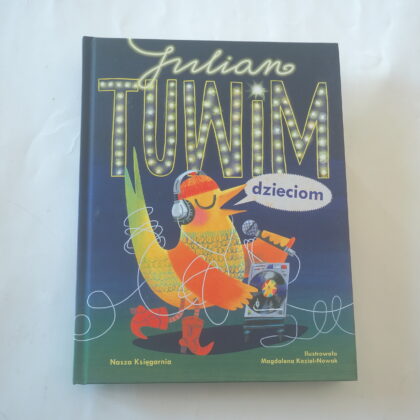 Julian
TUWiM
dzieciom
Nasza Księgarnia
Ilustrowała
Magdalena Kozieł-Nowak